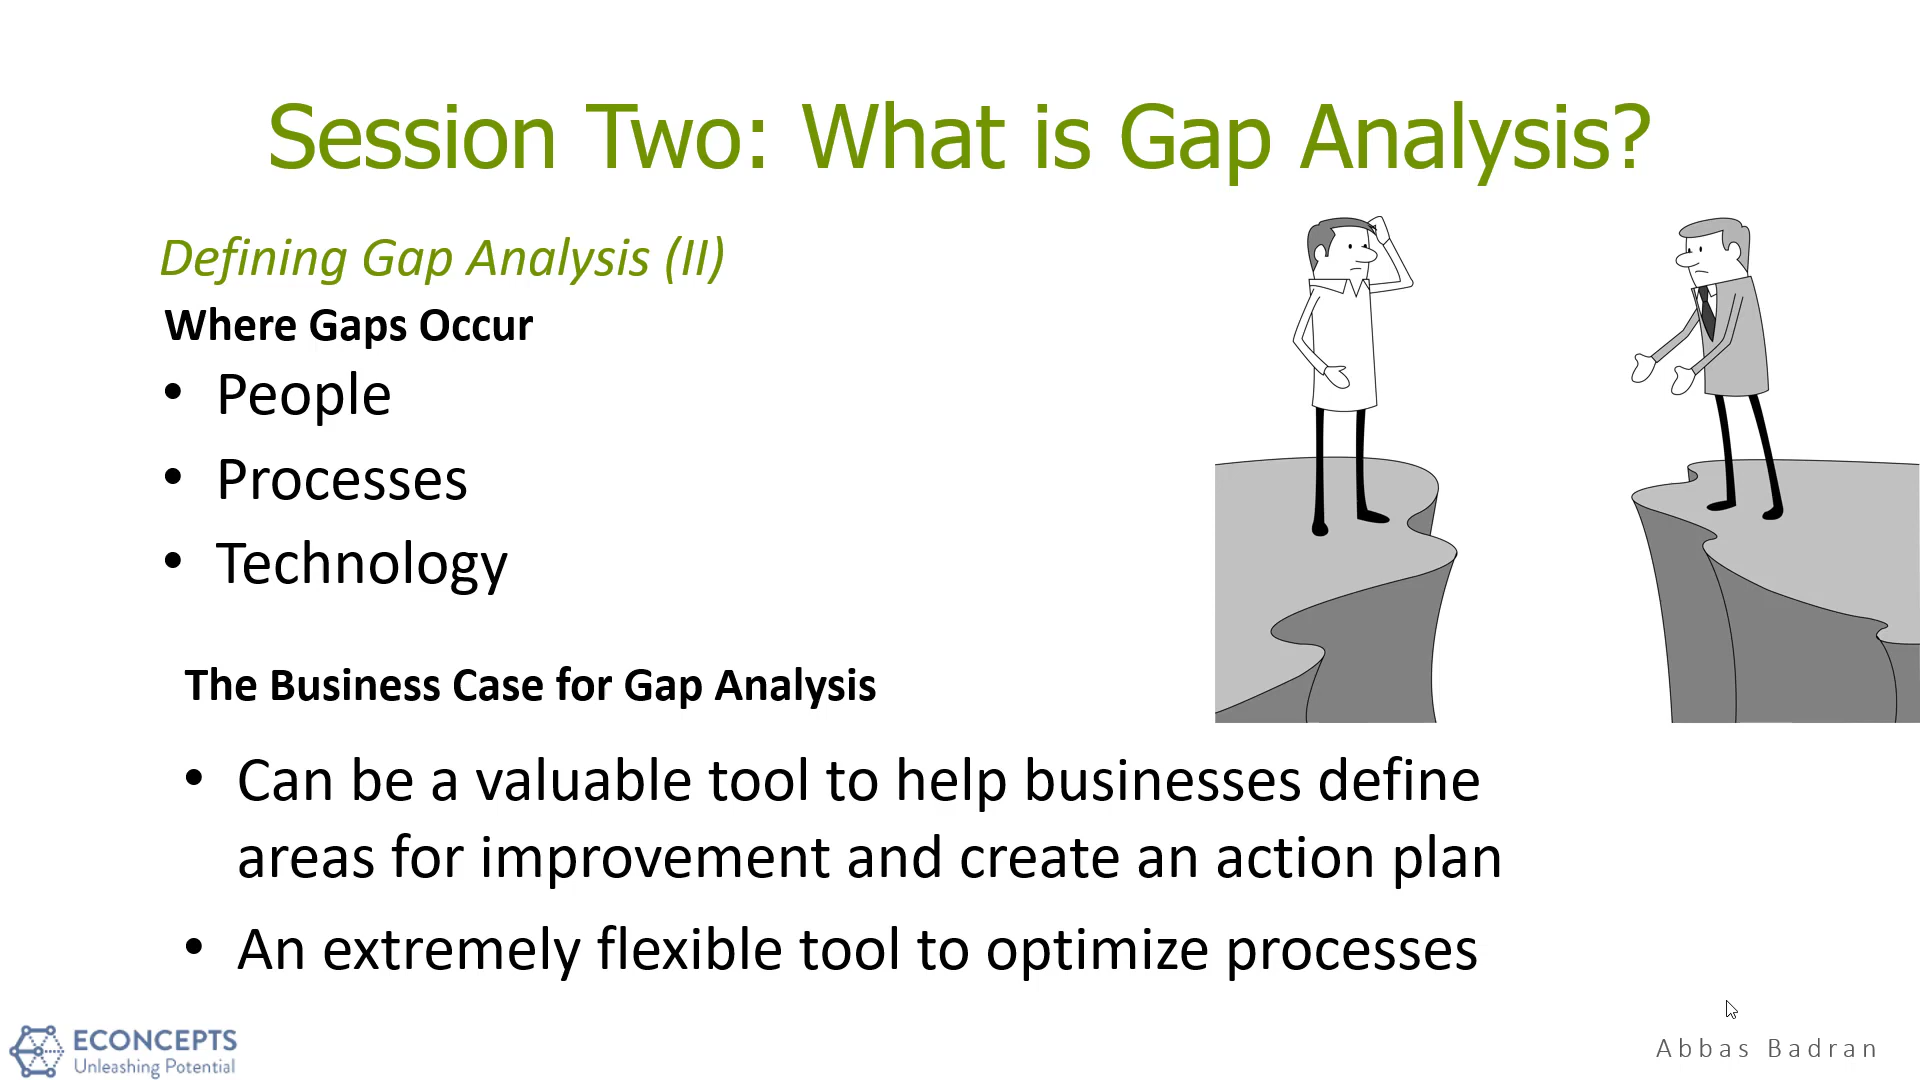 Session Two: What is Gap Analysis?
Defining Gap Analysis (II)
Where Gaps Occur
• People
• Processes
• Technology
The Business Case for Gap Analysis
• Can be a valuable tool to help businesses define
areas for improvement and create an action plan
• An extremely flexible tool to optimize processes
ECONCEPTS
Unleashing Potential
Abbas Badran